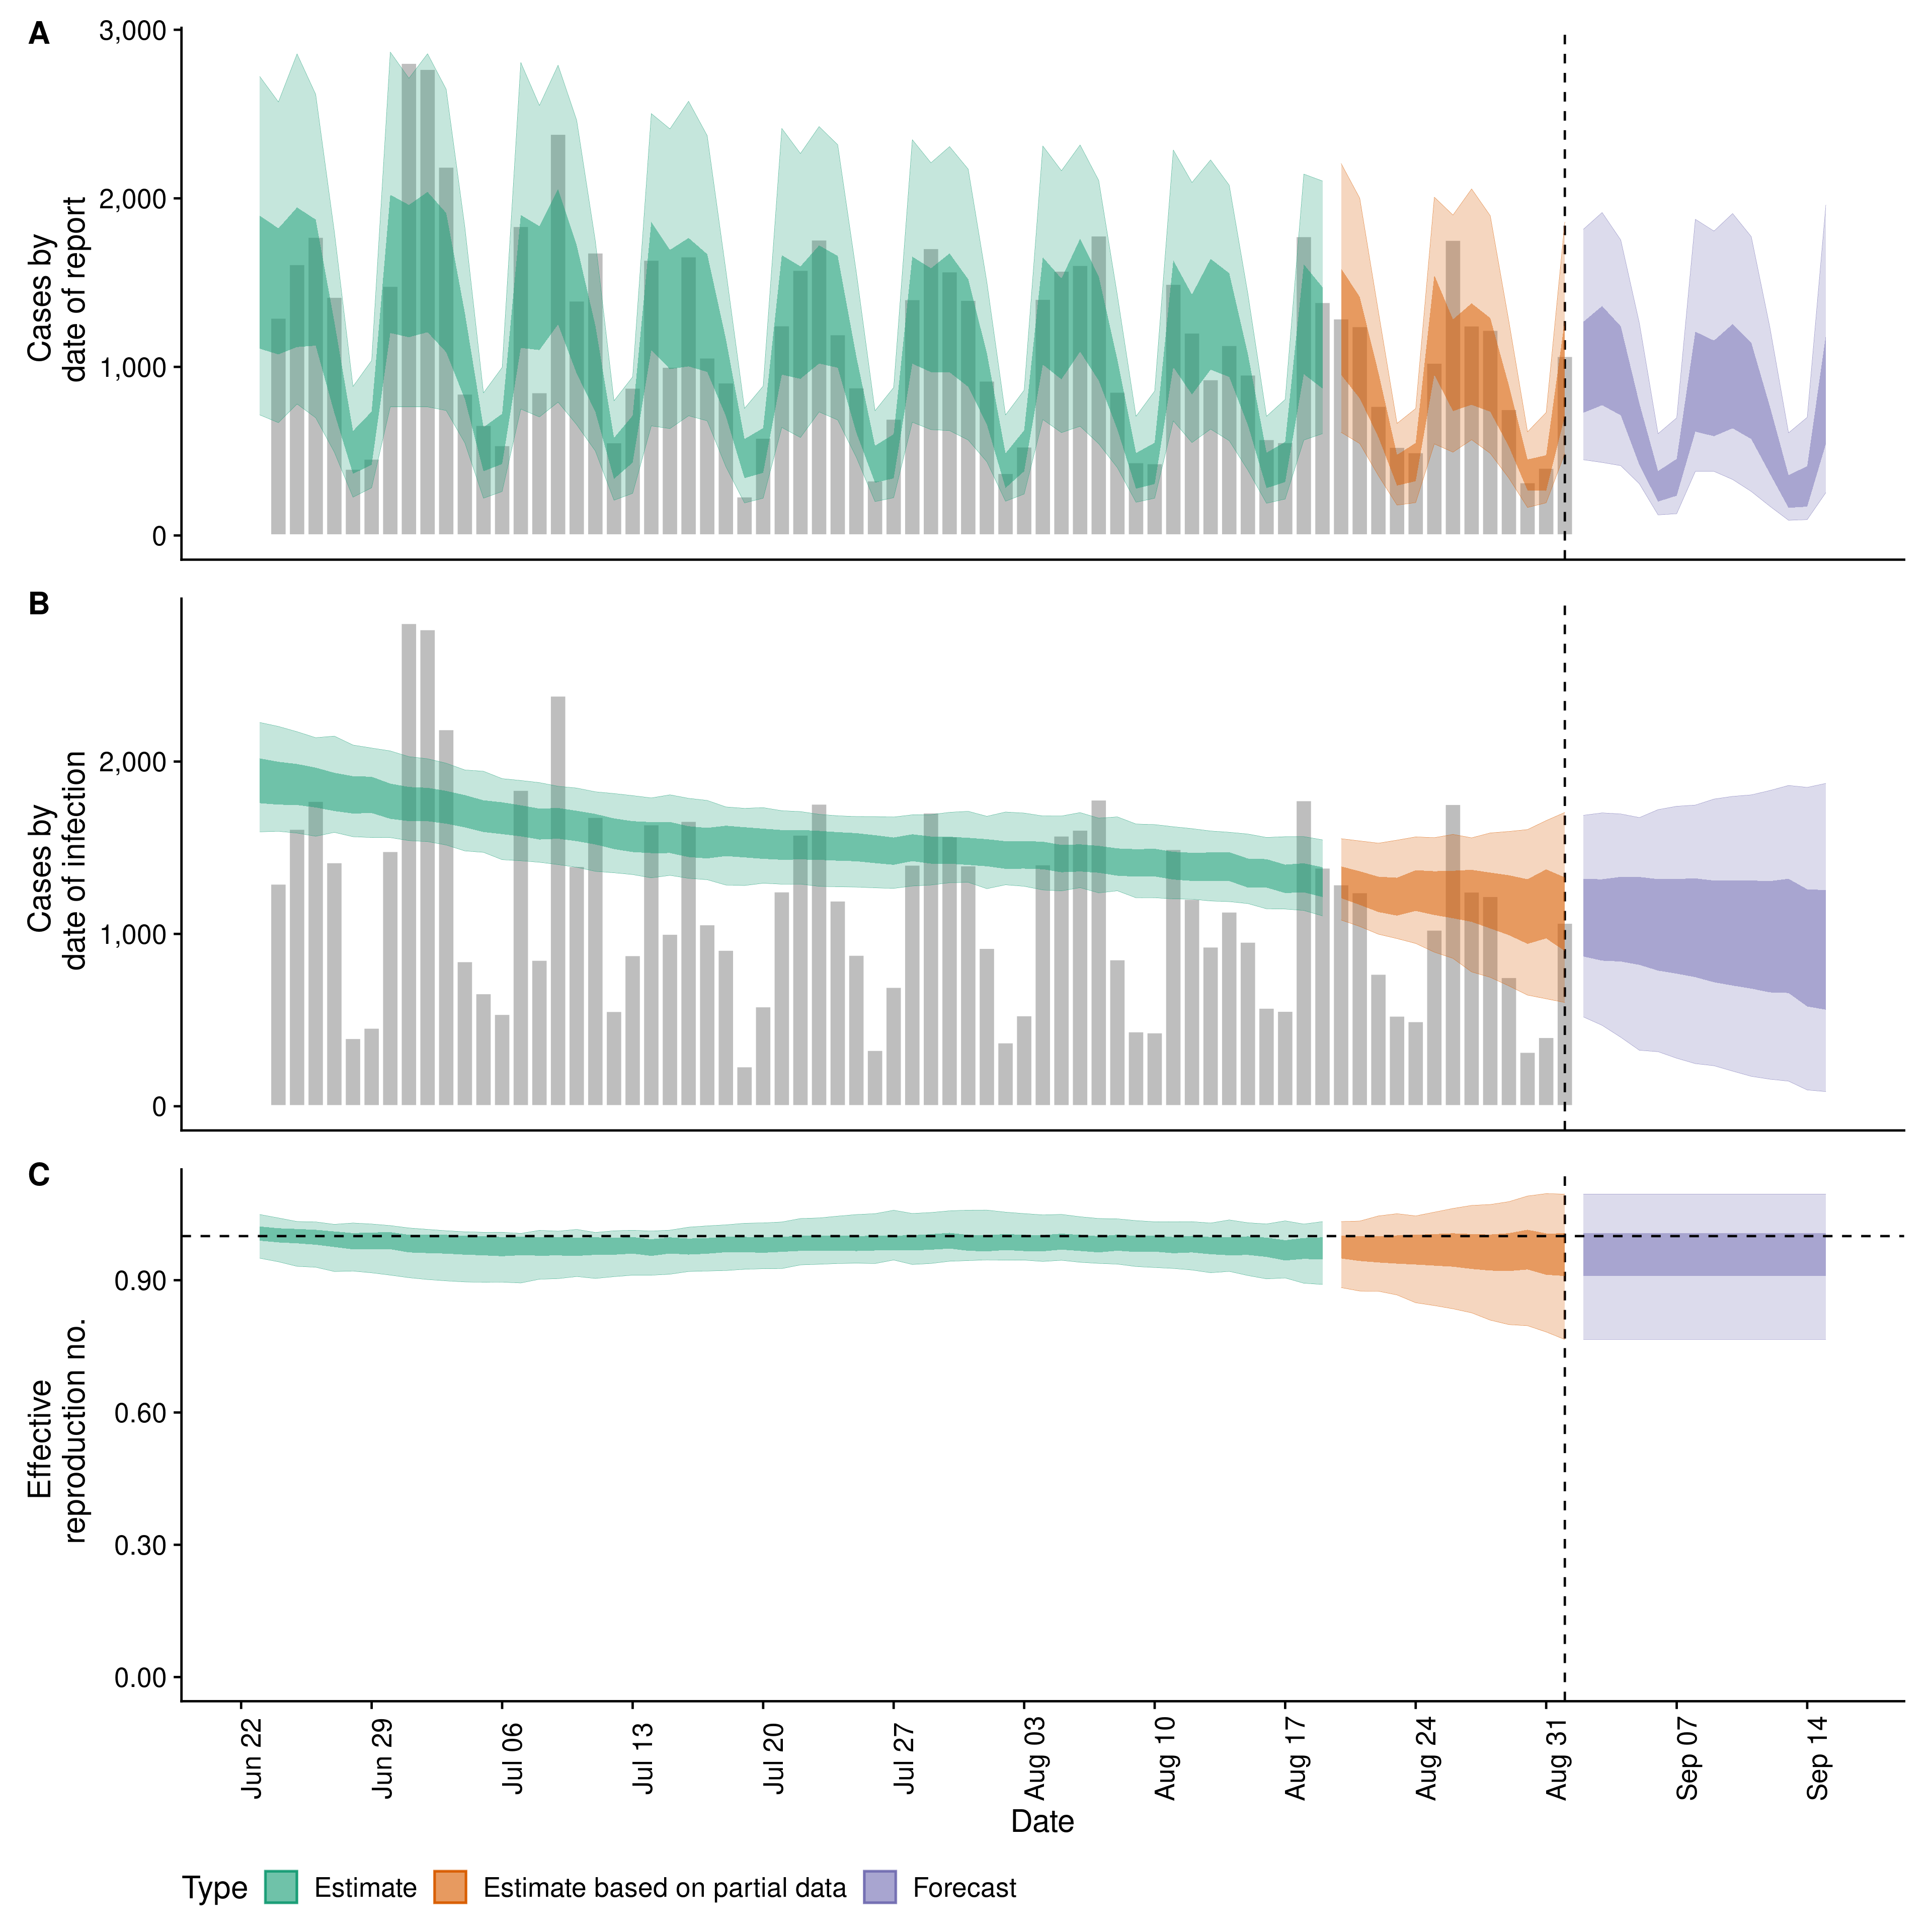 A
Cases by
date of report
3,000
2,000
1,000
0
B
Cases by
date of infection
2,000
1,000
0
C
Effective
reproduction no.
0.90
0.60
0.30
0.00
Jun 22
Jun 29
Jul 06
Jul 13
Jul 20
Jul 27
Aug 03
Aug 10
Aug 17
Aug 24
Aug 31
Sep 07
Sep 14
Date
Type Estimate Estimate based on partial data Forecast